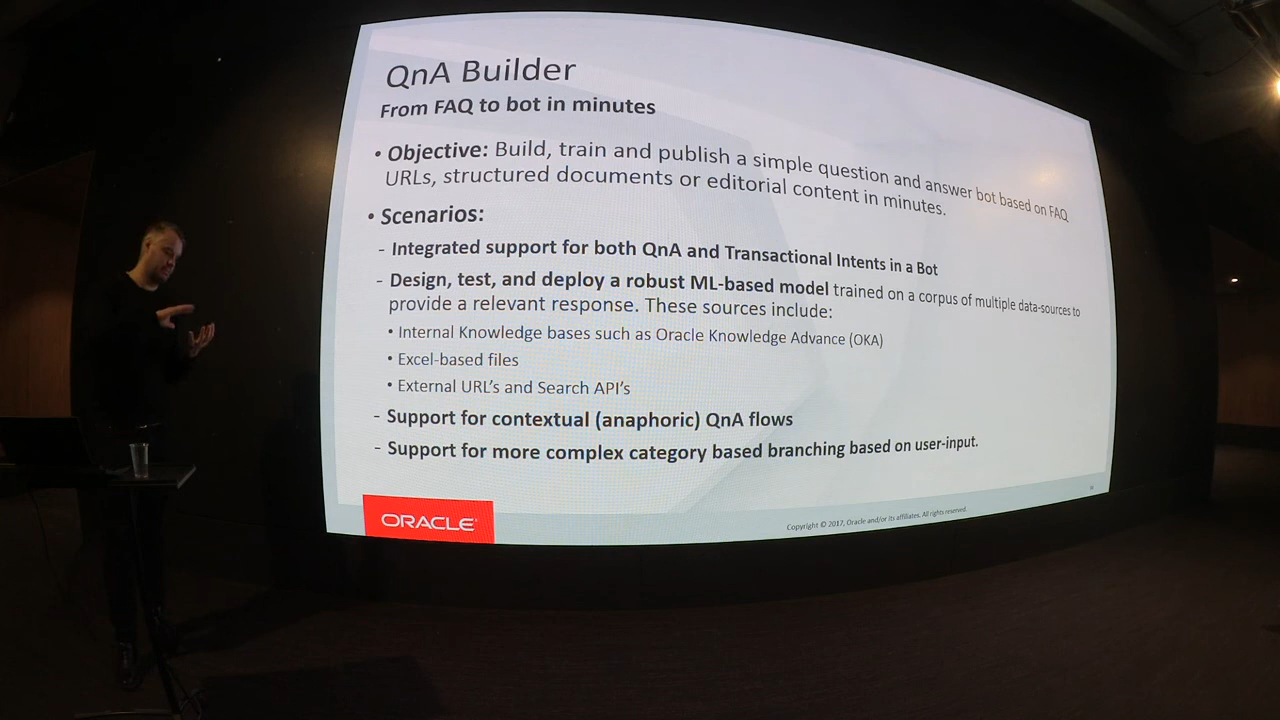 QnA Builder
From FAQ to bot in minutes
• Objective: Build, train and publish a simple question and answer bot based on FAQ
URLs, structured documents or editorial content in minutes.
• Scenarios:
- Integrated support for both QnA and Transactional Intents in a Bot
- Design, test, and deploy a robust ML-based model trained on a corpus of multiple data-sources to
provide a relevant response. These sources include:
• Internal Knowledge bases such as Oracle Knowledge Advance (OKA)
• Excel-based files
• External URL's and Search API's
- Support for contextual (anaphoric) QnA flows
- Support for more complex category based branching based on user-input.
ORACLE
Copyright © 2017, Oracle and/or its affiliates. All rights reserved.